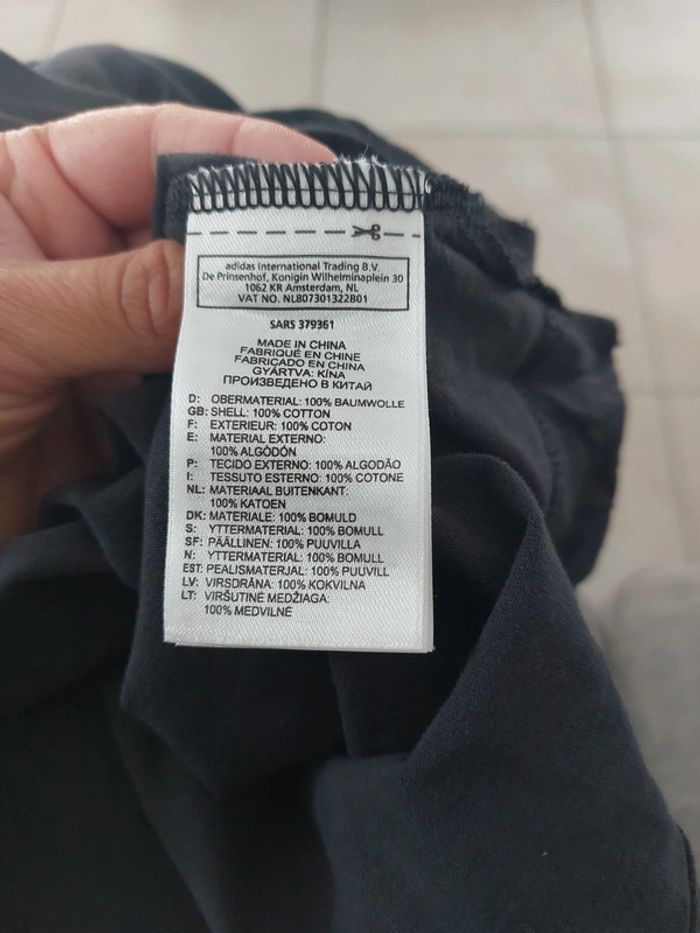 adidas International Trading B.V.
De Prinsenhof, Konigin Wilhelminaplein 30
1062 KR Amsterdam, NL
VAT NO. NL807301322B01
SARS 379361
MADE IN CHINA
FABRIQUÉ EN CHINE
FABRICADO EN CHINA
GYÁRTVA: KÍNA
ПРОИЗВЕДЕНО В КИТАЙ
D: OBERMATERIAL: 100% BAUMWOLLE
GB: SHELL: 100% COTTON
F: EXTERIEUR: 100% COTON
E: MATERIAL EXTERNO:
100% ALGÓDÓN
P: TECIDO EXTERNO: 100% ALGODÃO
I: TESSUTO ESTERNO: 100% COTONE
NL: MATERIAAL BUITENKANT:
100% KATOEN
DK: MATERIALE: 100% BOMULD
S: YTTERMATERIAL: 100% BOMULL
SF: PÄÄLLINEN: 100% PUUVILLA
N: YTTERMATERIAL: 100% BOMULL
EST: PEALISMATERJAL: 100% PUUVILL
LV: VIRSDRĀNA: 100% KOKVILNA
LT: VIRŠUTINĖ MEDŽIAGA:
100% MEDVILNĖ